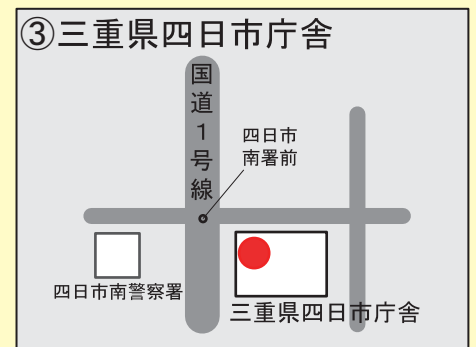 ③三重県四日市庁舎
国道1号線
四日市
南署前
四日市南警察署
三重県四日市庁舎